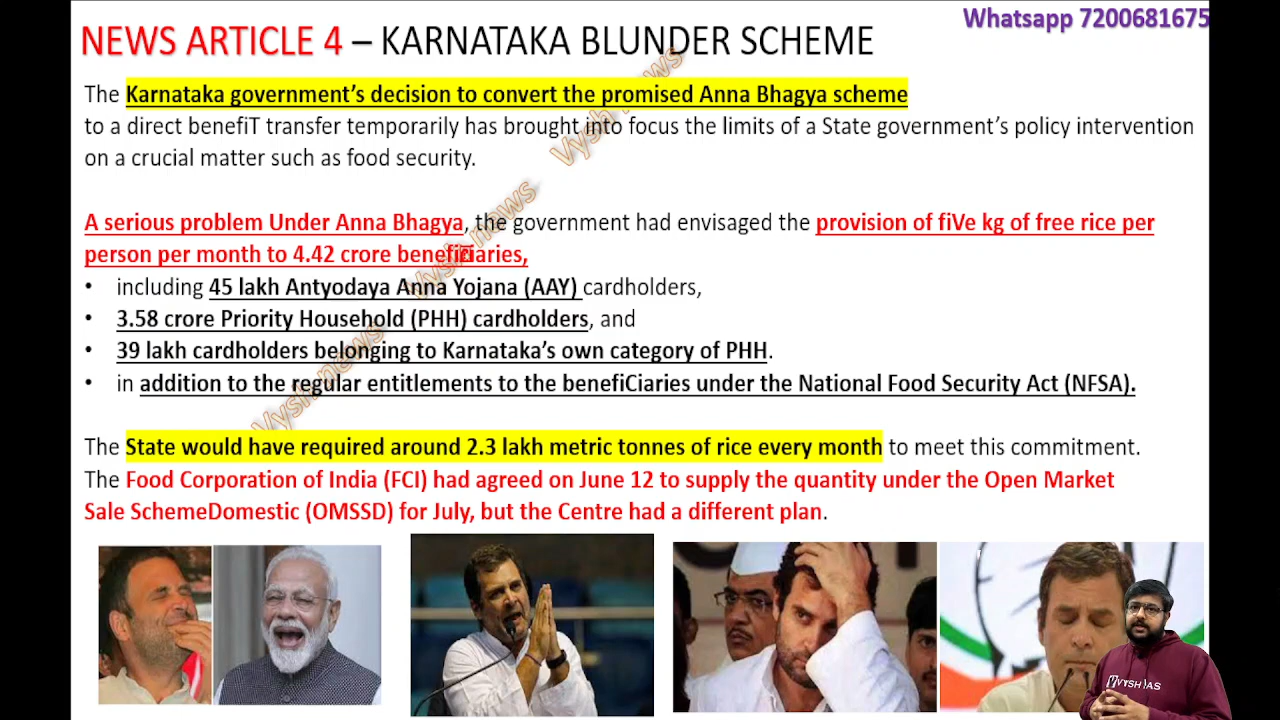 Whatsapp 7200681675
NEWS ARTICLE 4 – KARNATAKA BLUNDER SCHEME
The Karnataka government's decision to convert the promised Anna Bhagya scheme
to a direct benefiT transfer temporarily has brought into focus the limits of a State government's policy intervention
on a crucial matter such as food security.
A serious problem Under Anna Bhagya, the government had envisaged the provision of fiVe kg of free rice per
person per month to 4.42 crore beneficiaries,
• including 45 lakh Antyodaya Anna Yojana (AAY) cardholders,
• 3.58 crore Priority Household (PHH) cardholders, and
• 39 lakh cardholders belonging to Karnataka's own category of PHH.
• in addition to the regular entitlements to the benefiCiaries under the National Food Security Act (NFSA).
The State would have required around 2.3 lakh metric tonnes of rice every month to meet this commitment.
The Food Corporation of India (FCI) had agreed on June 12 to supply the quantity under the Open Market
Sale SchemeDomestic (OMSSD) for July, but the Centre had a different plan.
Vysh news
Vysh news
Vysh news
VYSH IAS